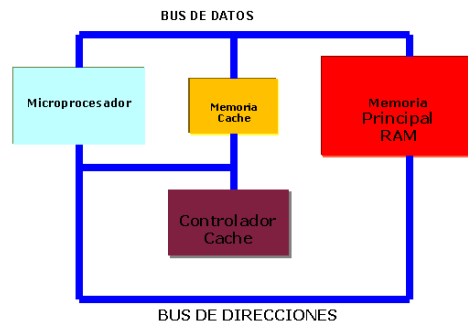 BUS DE DATOS
Microprocesador
Memoria
Cache
Memoria
Principal
RAM
Controlador
Cache
BUS DE DIRECCIONES